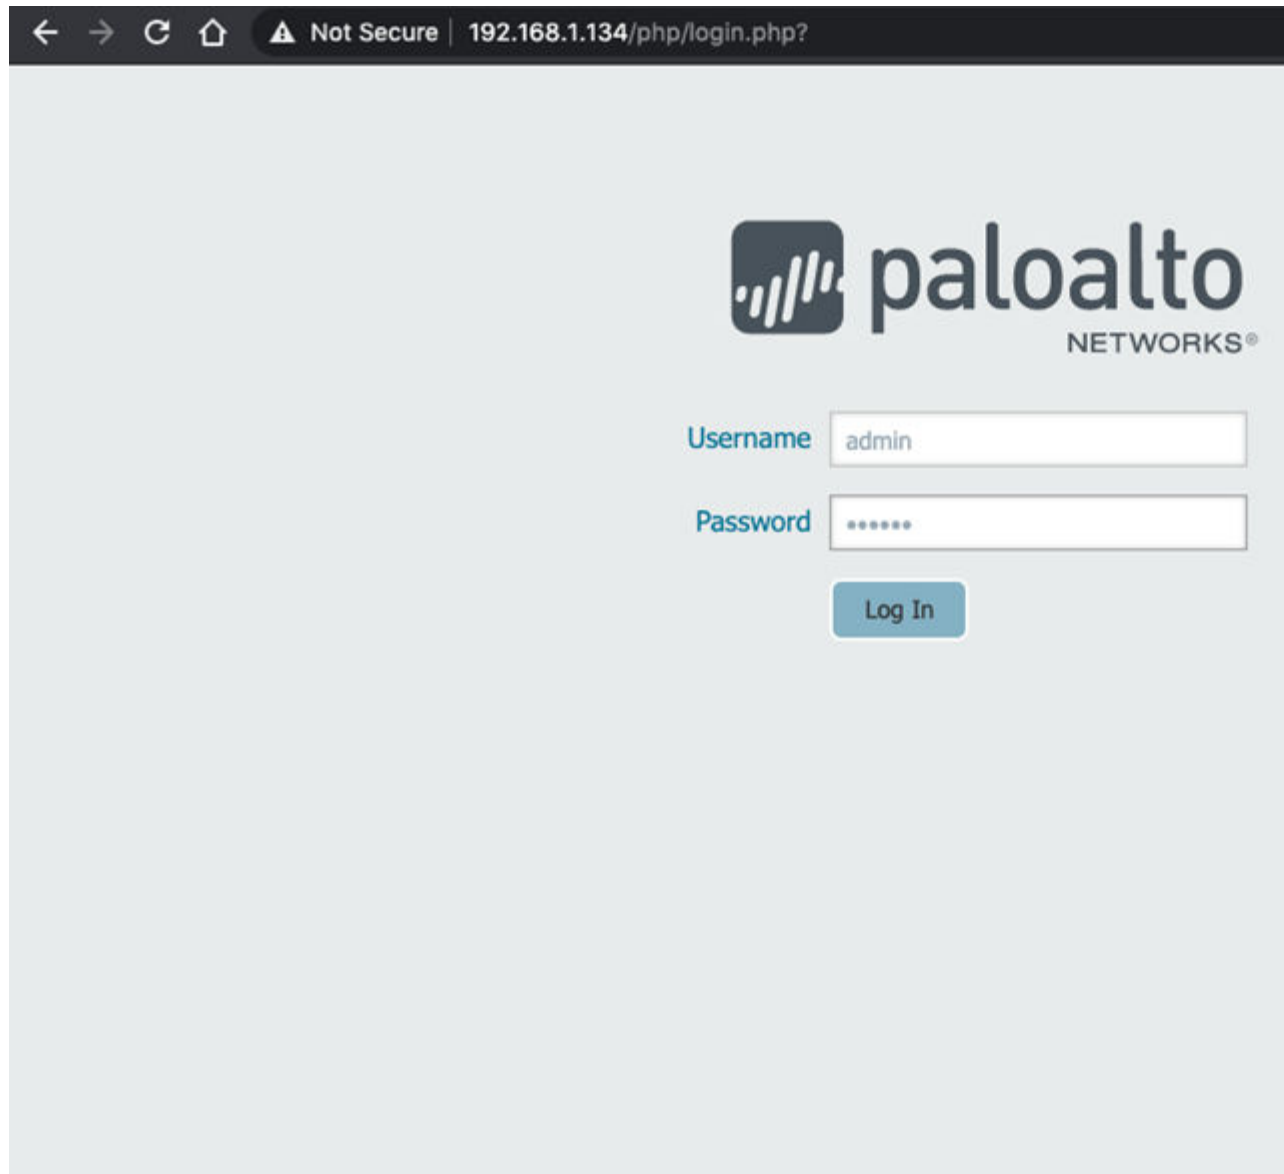 Not Secure | 192.168.1.134/php/login.php?
paloalto
NETWORKS®
Username admin
Password ••••••
Log In